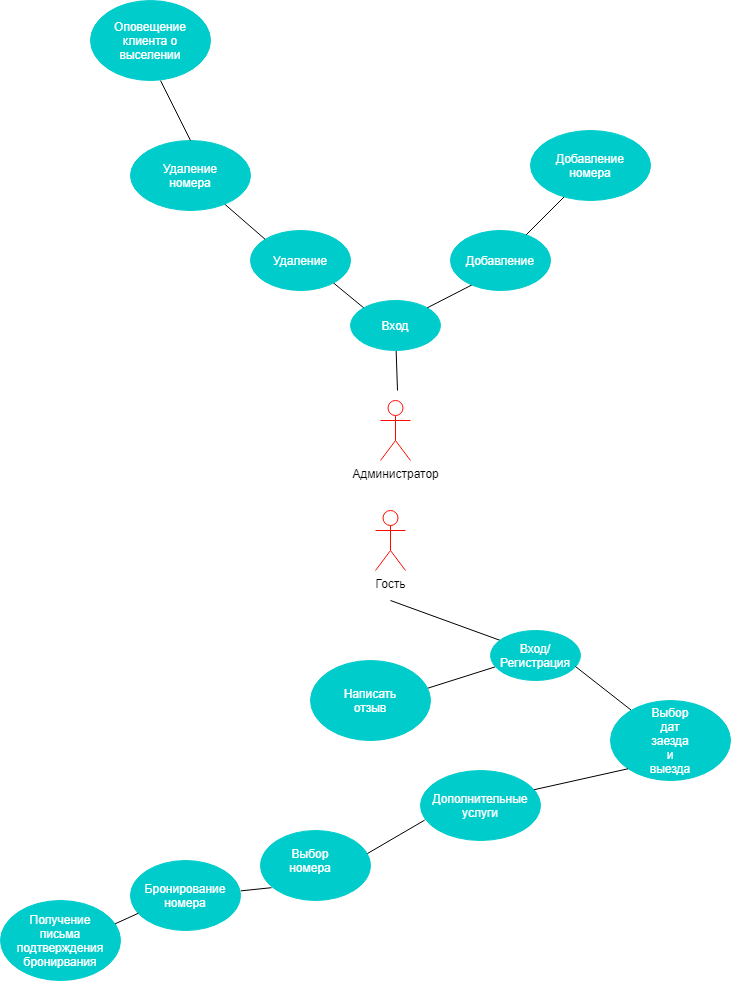 Оповещение
клиента о
выселении
Удаление
номера
Добавление
номера
Удаление
Добавление
Вход
Администратор
Гость
Вход/
Регистрация
Написать
отзыв
Выбор
дат
заезда
и
выезда
Дополнительные
услуги
Выбор
номера
Бронирование
номера
Получение
письма
подтверждения
бронирвания